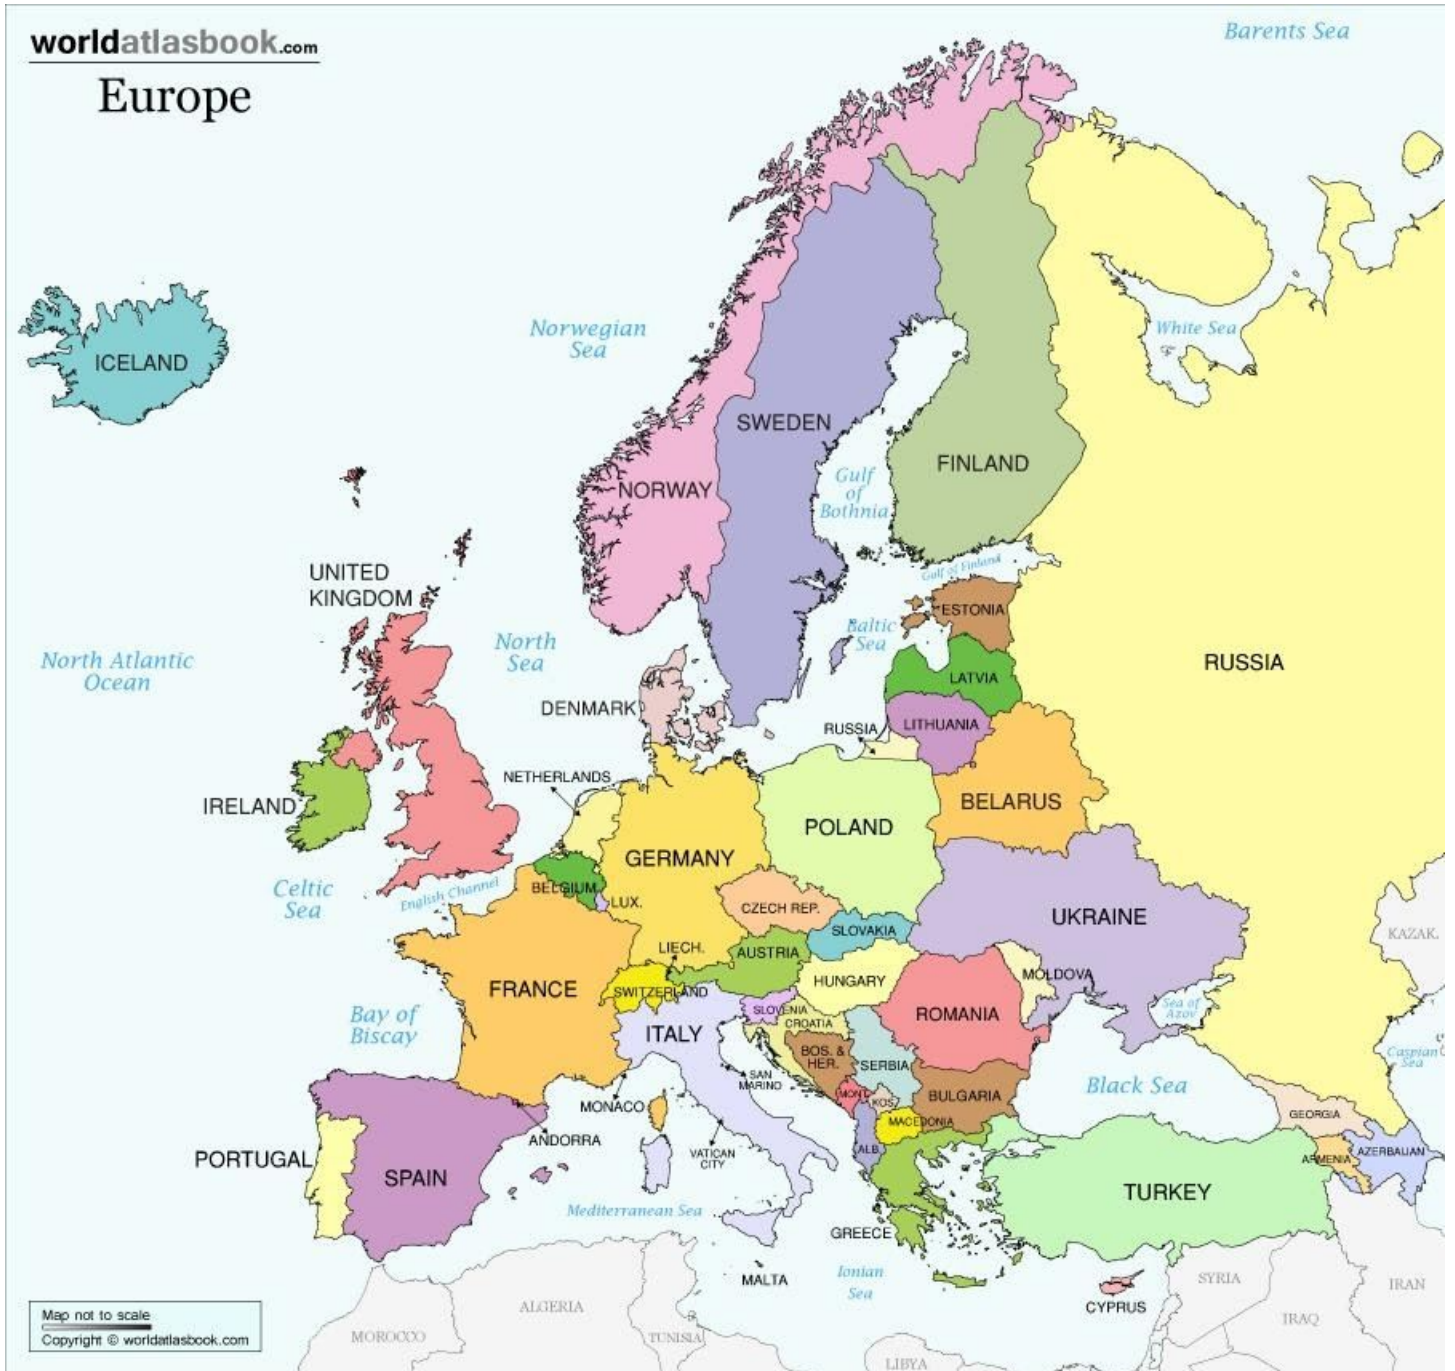 worldatlasbook.com
Europe
Barents Sea
Norwegian
Sea
White Sea
ICELAND
SWEDEN
FINLAND
Gulf
of
Bothnia
NORWAY
UNITED
KINGDOM
Gulf of Finland
ESTONIA
Baltic
Sea
North
Sea
North Atlantic
Ocean
RUSSIA
LATVIA
DENMARK
LITHUANIA
RUSSIA
NETHERLANDS
IRELAND
BELARUS
POLAND
GERMANY
Celtic
Sea
English Channel
BELGIUM
LUX.
CZECH REP.
UKRAINE
SLOVAKIA
KAZAK.
LIECH.
AUSTRIA
MOLDOVA
HUNGARY
FRANCE
SWITZERLAND
SLOVENIA
CROATIA
ROMANIA
Sea of
Azov
Bay of
Biscay
ITALY
BOS. &
HER.
SERBIA
Caspian
Sea
SAN
MARINO
MONT.
KOS.
BULGARIA
Black Sea
MONACO
GEORGIA
MACEDONIA
ANDORRA
VATICAN
CITY
ALB.
ARMENIA
AZERBAIJAN
PORTUGAL
SPAIN
TURKEY
Mediterranean Sea
GREECE
MALTA
Ionian
Sea
SYRIA
IRAN
CYPRUS
ALGERIA
IRAQ
MOROCCO
TUNISIA
LIBYA
Map not to scale
Copyright © worldatlasbook.com